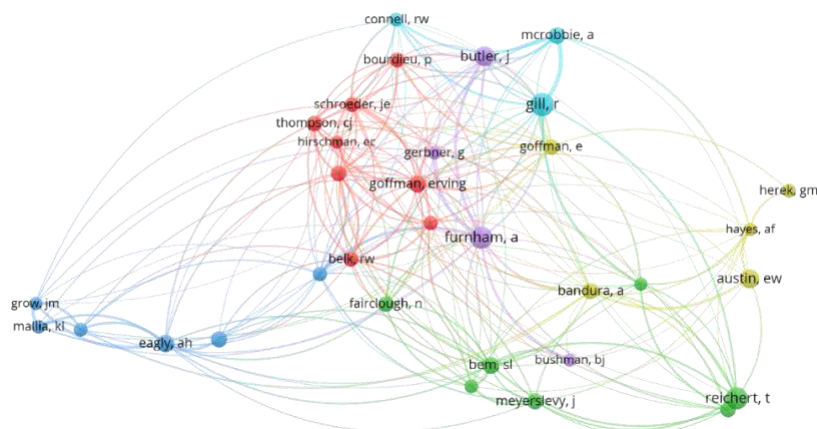 connell, rw
mcrobbie, a
butler, j
bourdieu, p
schroeder, je
gill, r
thompson, cj
hirschman, ec
goffman, e
gerbner, g
goffman, erving
herek, gm
hayes, af
furnham, a
belk, rw
austin, ew
bandura, a
grow, jm
fairclough, n
mallia, kl
eagly, ah
bem, sl
bushman, bj
meyerslevy, j
reichert, t